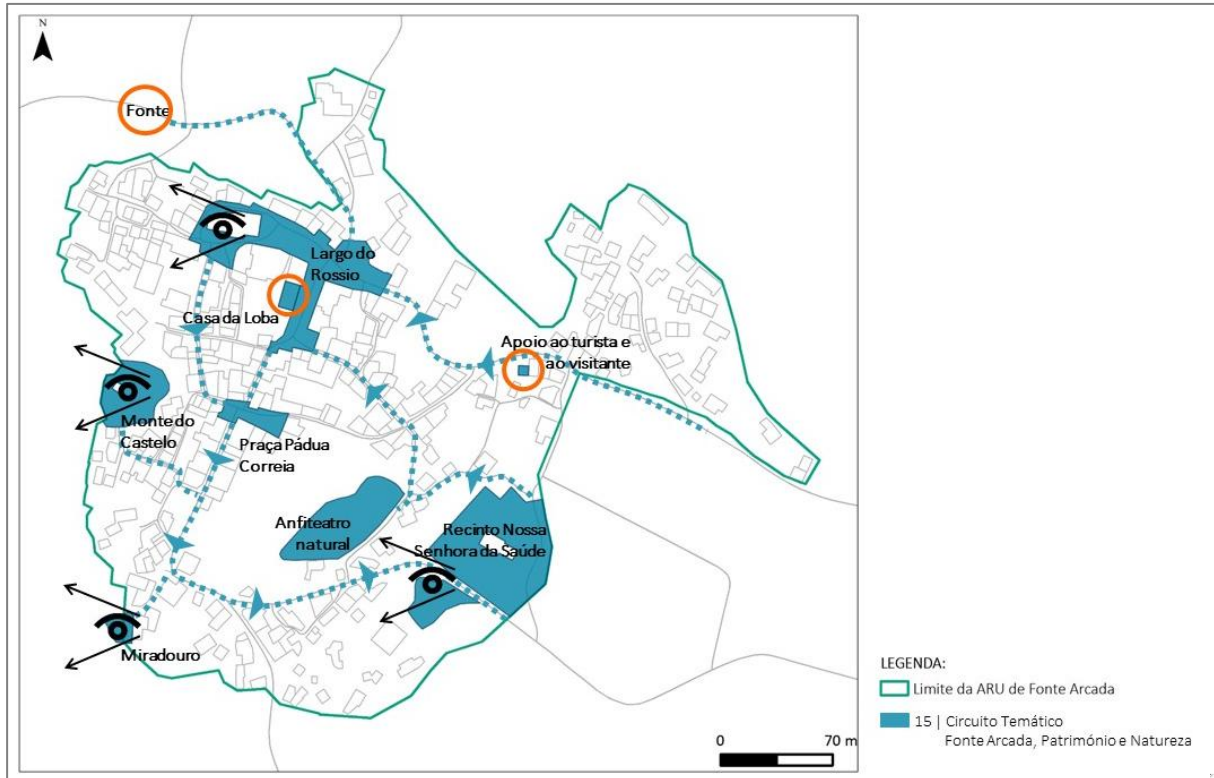 N
Fonte
Largo do
Rossio
Casa da Loba
Apoio ao turista e
ao visitante
Monte do
Castelo
Praça Pádua
Correia
Anfiteatro
natural
Recinto Nossa
Senhora da Saúde
Miradouro
LEGENDA:
Limite da ARU de Fonte Arcada
15 | Circuito Temático
Fonte Arcada, Património e Natureza
0 70 m